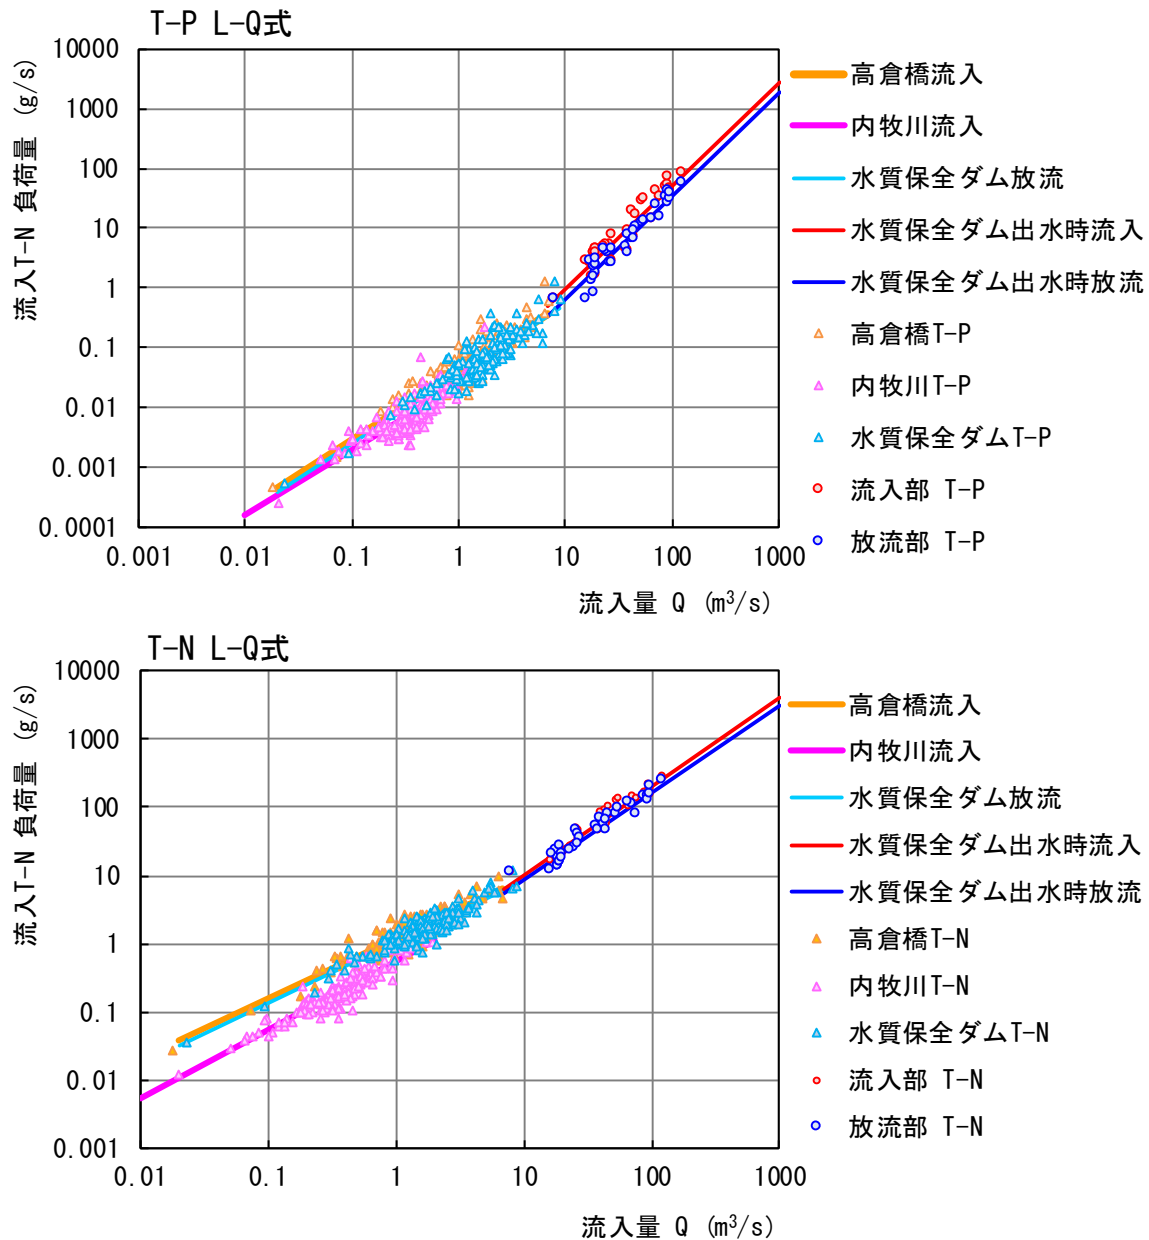 T-P L-Q式
流入T-N 負荷量 (g/s)
10000
1000
100
10
1
0.1
0.01
0.001
0.0001
0.001
0.01
0.1
1
10
100
1000
流入量 Q (m³/s)
高倉橋流入
内牧川流入
水質保全ダム放流
水質保全ダム出水時流入
水質保全ダム出水時放流
高倉橋T-P
内牧川T-P
水質保全ダムT-P
流入部 T-P
放流部 T-P
T-N L-Q式
流入T-N 負荷量 (g/s)
10000
1000
100
10
1
0.1
0.01
0.001
0.01
0.1
1
10
100
1000
流入量 Q (m³/s)
高倉橋流入
内牧川流入
水質保全ダム放流
水質保全ダム出水時流入
水質保全ダム出水時放流
高倉橋T-N
内牧川T-N
水質保全ダムT-N
流入部 T-N
放流部 T-N